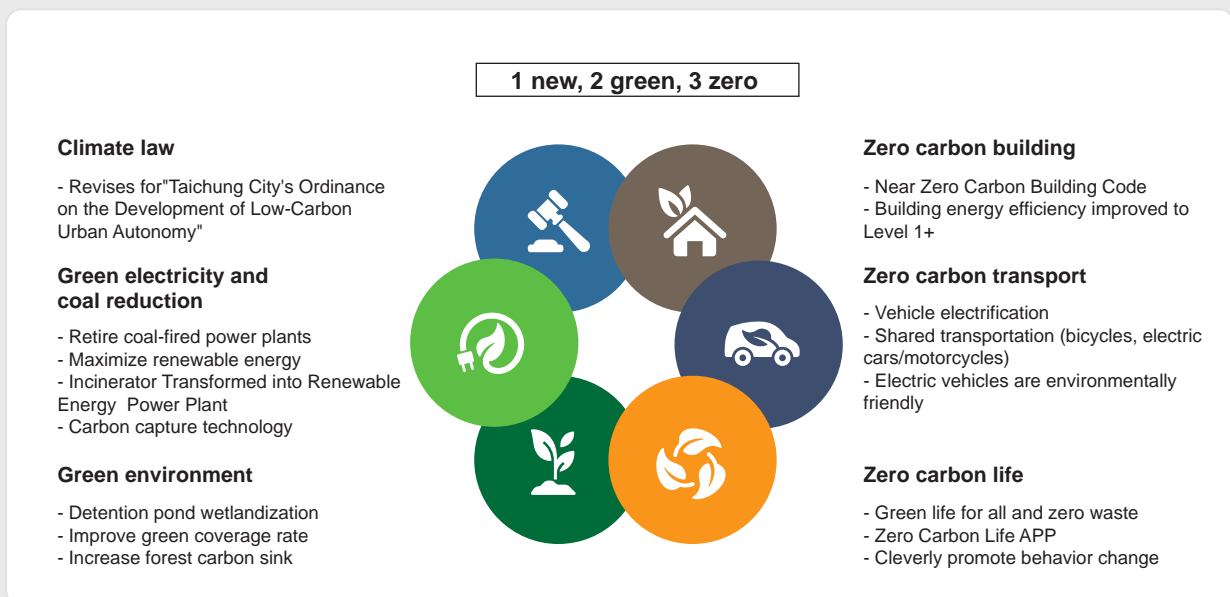 1 new, 2 green, 3 zero
Climate law
- Revises for"Taichung City's Ordinance
on the Development of Low-Carbon
Urban Autonomy"
Green electricity and
coal reduction
- Retire coal-fired power plants
- Maximize renewable energy
- Incinerator Transformed into Renewable
Energy  Power Plant
- Carbon capture technology
Green environment
- Detention pond wetlandization
- Improve green coverage rate
- Increase forest carbon sink
Zero carbon building
- Near Zero Carbon Building Code
- Building energy efficiency improved to
Level 1+
Zero carbon transport
- Vehicle electrification
- Shared transportation (bicycles, electric
cars/motorcycles)
- Electric vehicles are environmentally
friendly
Zero carbon life
- Green life for all and zero waste
- Zero Carbon Life APP
- Cleverly promote behavior change